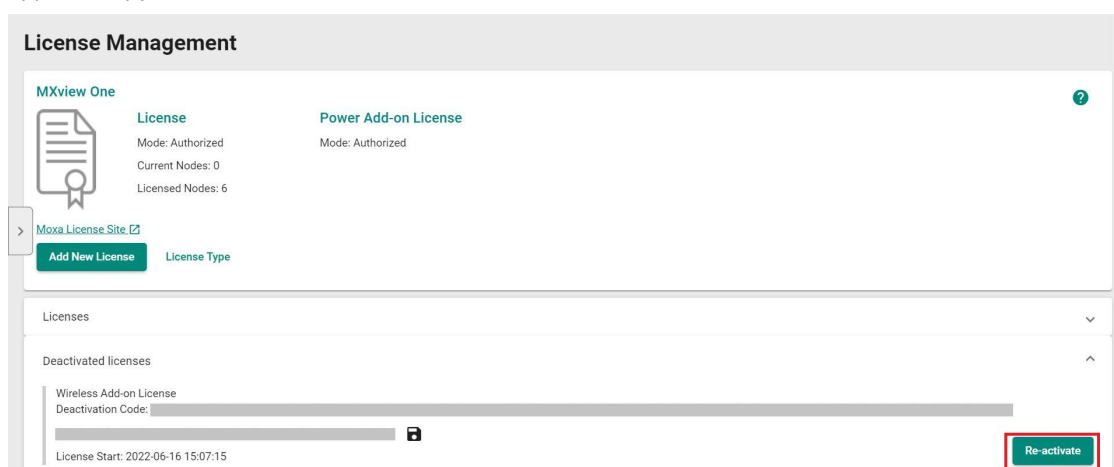 License Management
MXview One
License
Power Add-on License
Mode: Authorized
Mode: Authorized
Current Nodes: 0
Licensed Nodes: 6
Moxa License Site
Add New License
License Type
Licenses
Deactivated licenses
Wireless Add-on License
Deactivation Code:
License Start: 2022-06-16 15:07:15
Re-activate